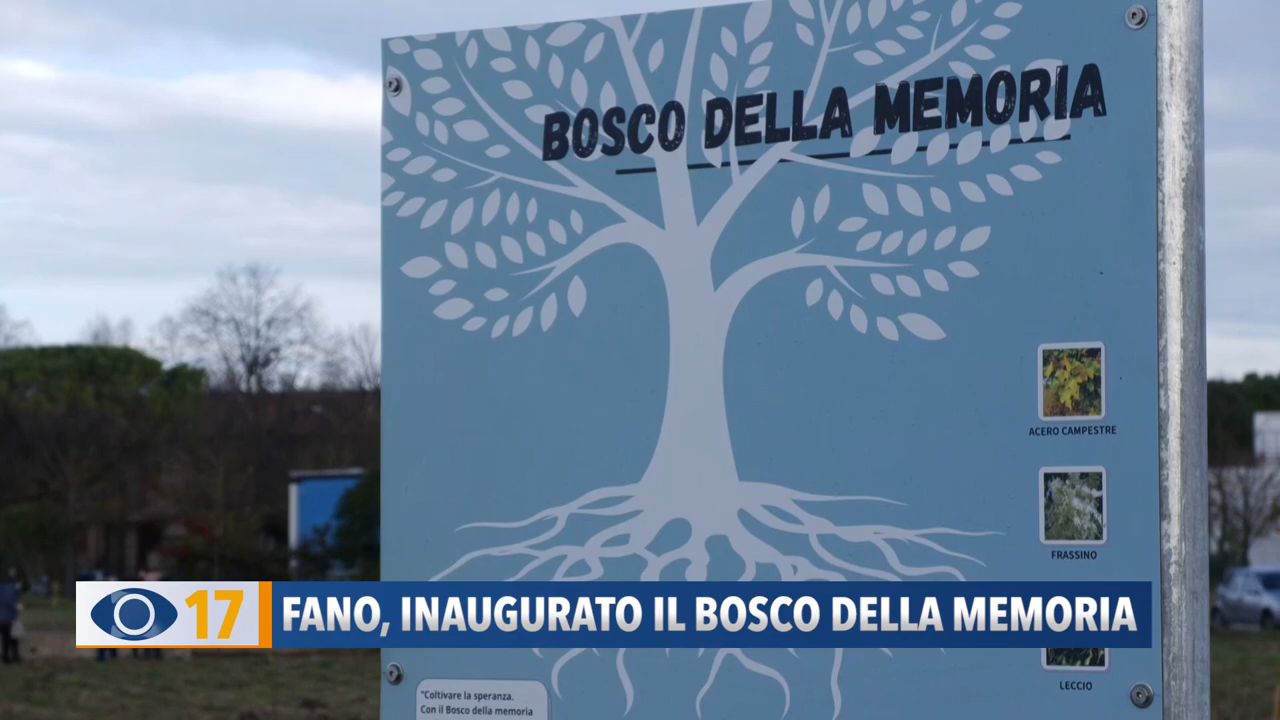 BOSCO DELLA MEMORIA
ACERO CAMPESTRE
FRASSINO
17
FANO, INAUGURATO IL BOSCO DELLA MEMORIA
LECCIO
"Coltivare la speranza.
Con il Bosco della memoria